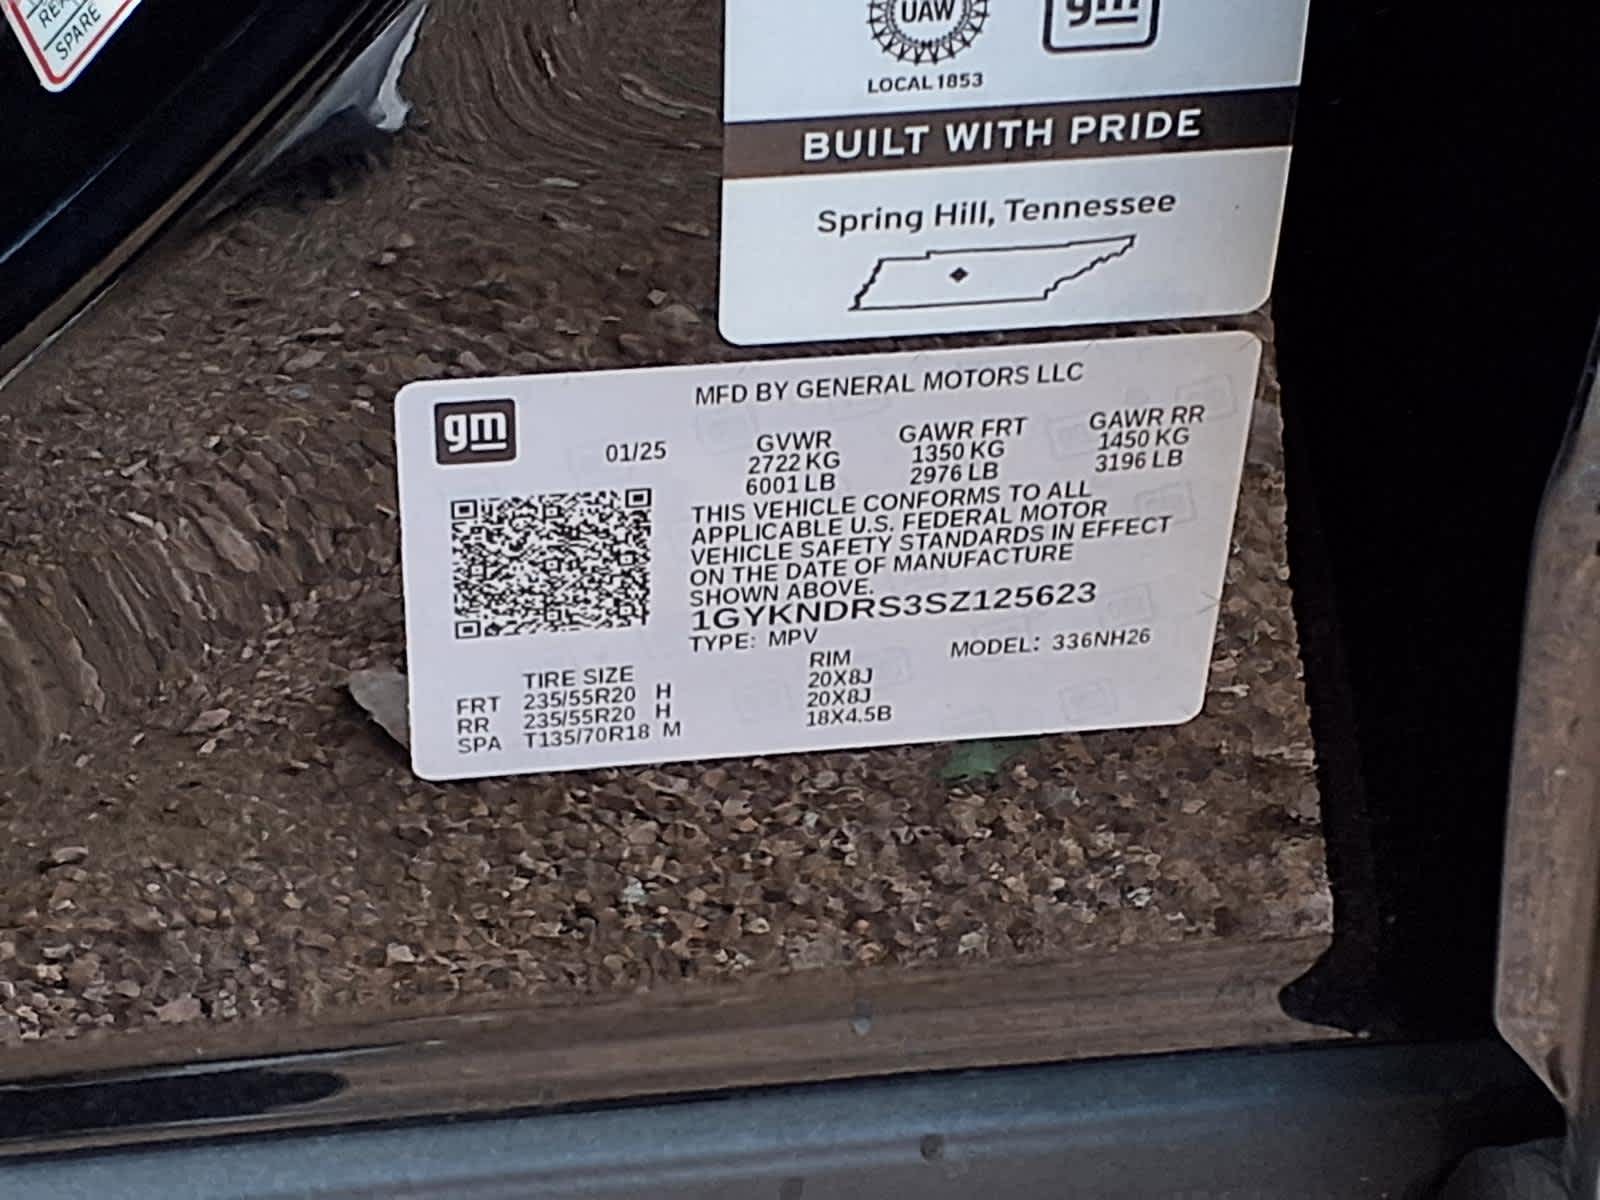 SPARE
UAW
gm
LOCAL 1853
BUILT WITH PRIDE
Spring Hill, Tennessee
MFD BY GENERAL MOTORS LLC
gm
01/25
GVWR GAWR FRT GAWR RR
2722 KG 1350 KG 1450 KG
6001 LB 2976 LB 3196 LB
THIS VEHICLE CONFORMS TO ALL
APPLICABLE U.S. FEDERAL MOTOR
VEHICLE SAFETY STANDARDS IN EFFECT
ON THE DATE OF MANUFACTURE
SHOWN ABOVE.
1GYKNDRS3SZ125623
TYPE: MPV MODEL: 336NH26
TIRE SIZE RIM
FRT 235/55R20 H 20X8J
RR 235/55R20 H 20X8J
SPA T135/70R18 M 18X4.5B